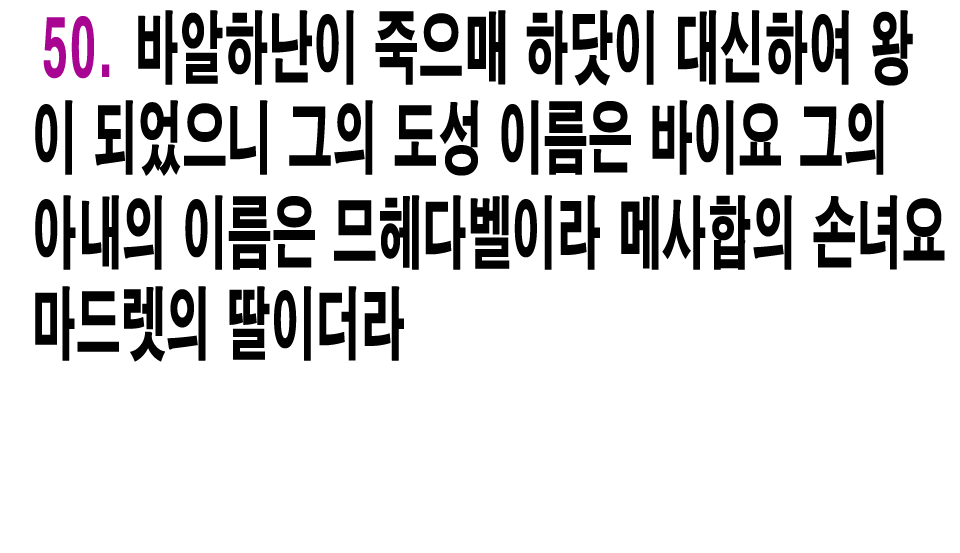 50. 바알하난이 죽으매 하닷이 대신하여 왕
이 되었으니 그의 도성 이름은 바이요 그의
아내의 이름은 므헤다벨이라 메사합의 손녀요
마드렛의 딸이더라